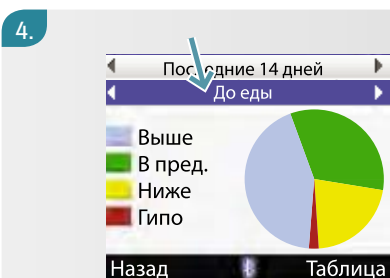 4.
Последние 14 дней
До еды
Выше
В пред.
Ниже
Гипо
Назад Таблица